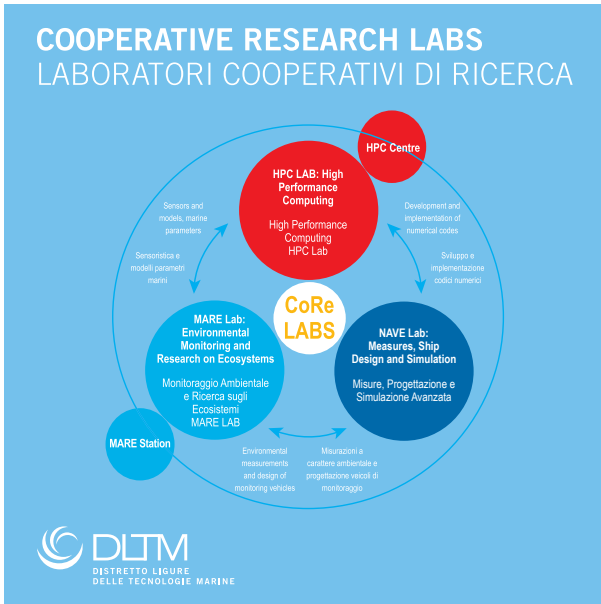 COOPERATIVE RESEARCH LABS
LABORATORI COOPERATIVI DI RICERCA
HPC Centre
HPC LAB: High
Performance
Computing
High Performance
Computing
HPC Lab
Sensors and
models, marine
parameters
Sensoristica e
modelli parametri
marini
Development and
implementation of
numerical codes
Sviluppo e
implementazione
codici numerici
CoRe
LABS
MARE Lab:
Environmental
Monitoring and
Research on Ecosystems
Monitoraggio Ambientale
e Ricerca sugli
Ecosistemi
MARE LAB
NAVE Lab:
Measures, Ship
Design and Simulation
Misure, Progettazione e
Simulazione Avanzata
MARE Station
Environmental
measurements
and design of
monitoring vehicles
Misurazioni a
carattere ambientale e
progettazione veicoli di
monitoraggio
DLTM
DISTRETTO LIGURE
DELLE TECNOLOGIE MARINE